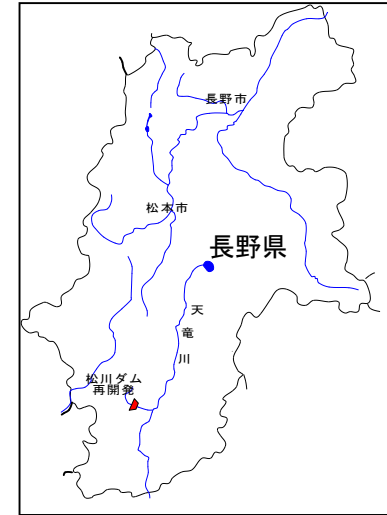 長野市
松本市
長野県
天竜川
松川ダム
再開発